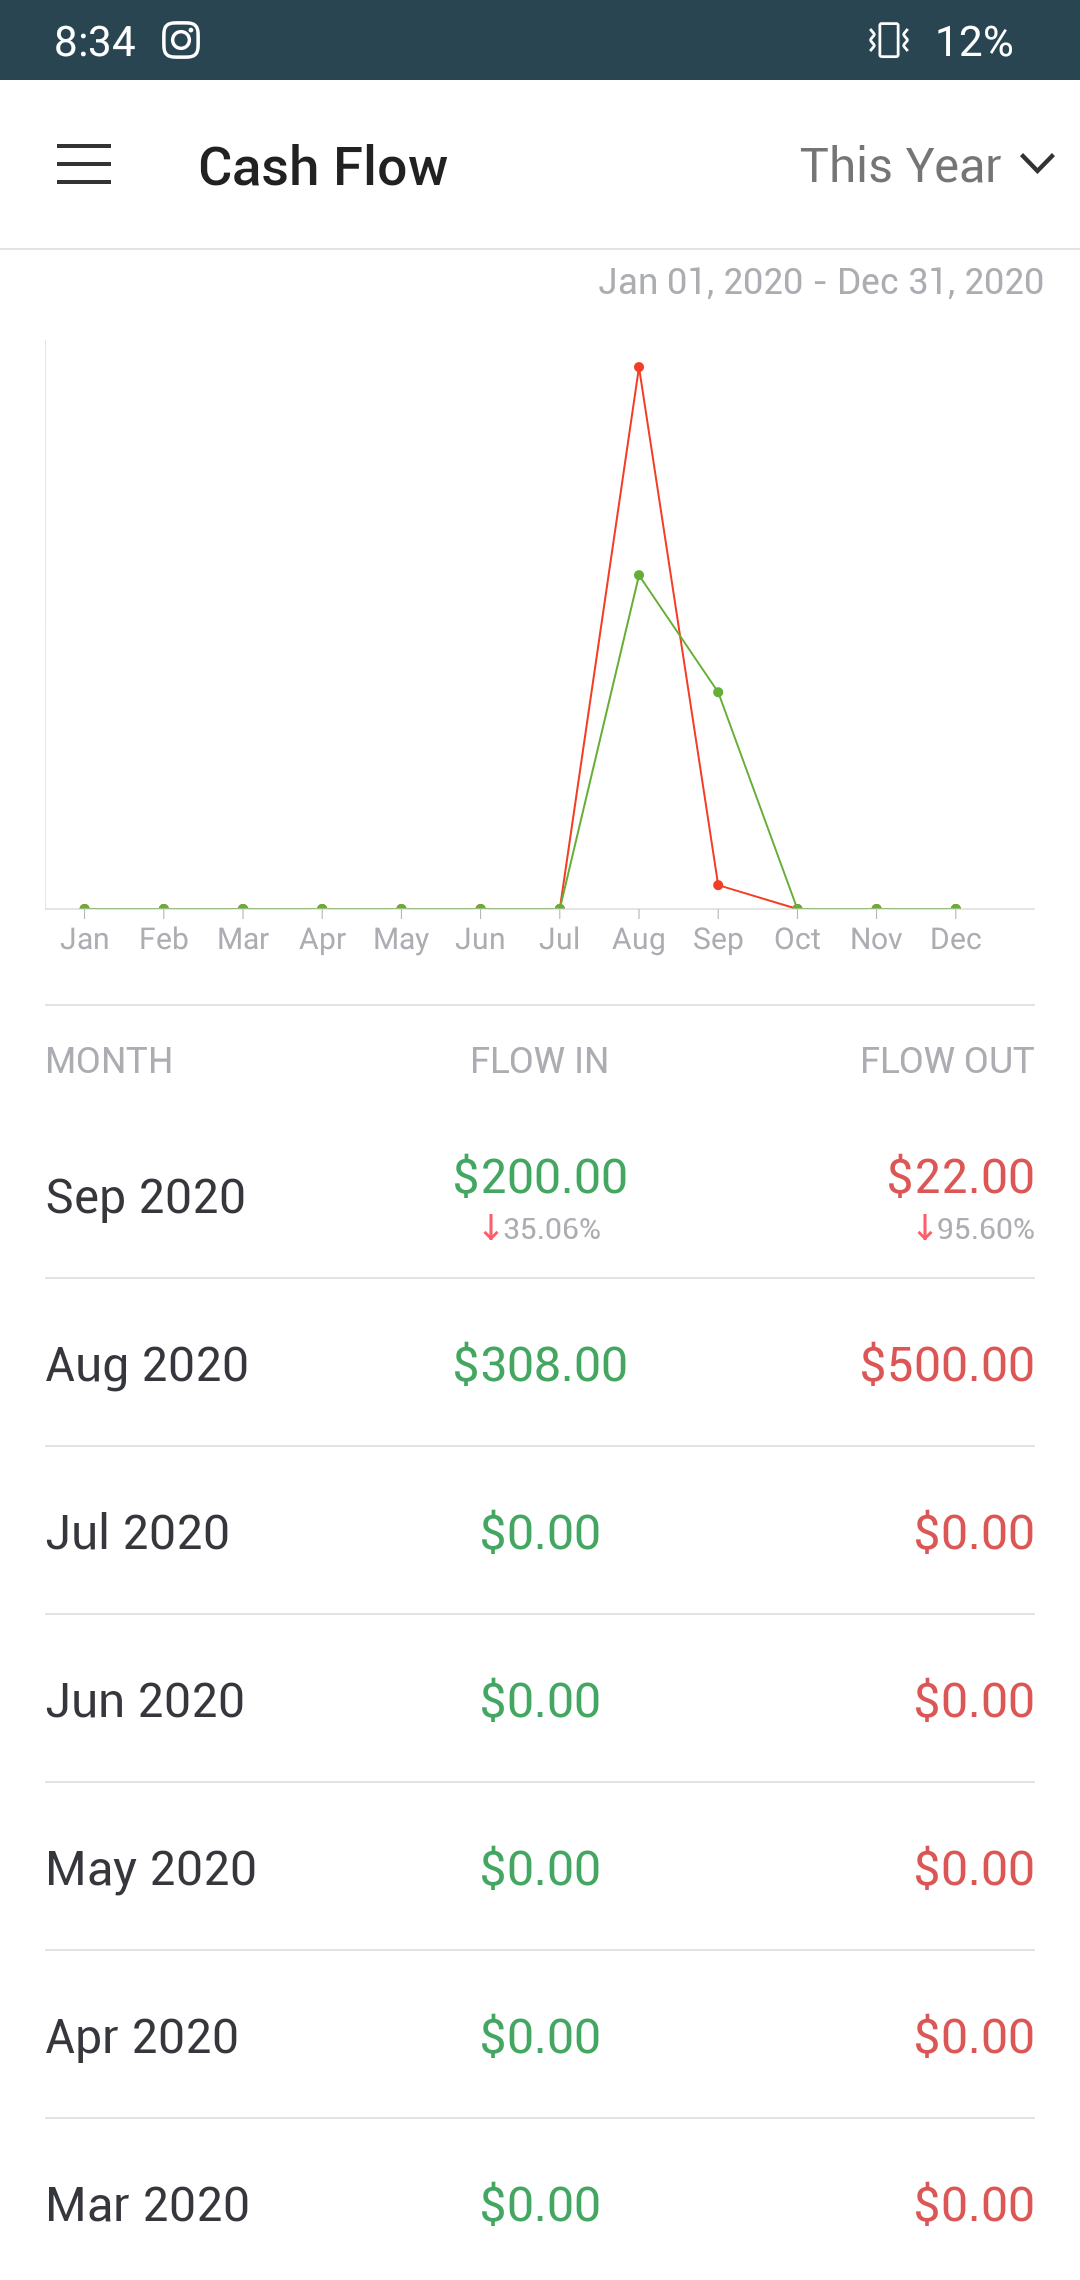 8:34 12%
Cash Flow This Year
Jan 01, 2020 - Dec 31, 2020
Jan Feb Mar Apr May Jun Jul Aug Sep Oct Nov Dec
MONTH FLOW IN FLOW OUT
Sep 2020 $200.00 $22.00
↓35.06% ↓95.60%
Aug 2020 $308.00 $500.00
Jul 2020 $0.00 $0.00
Jun 2020 $0.00 $0.00
May 2020 $0.00 $0.00
Apr 2020 $0.00 $0.00
Mar 2020 $0.00 $0.00